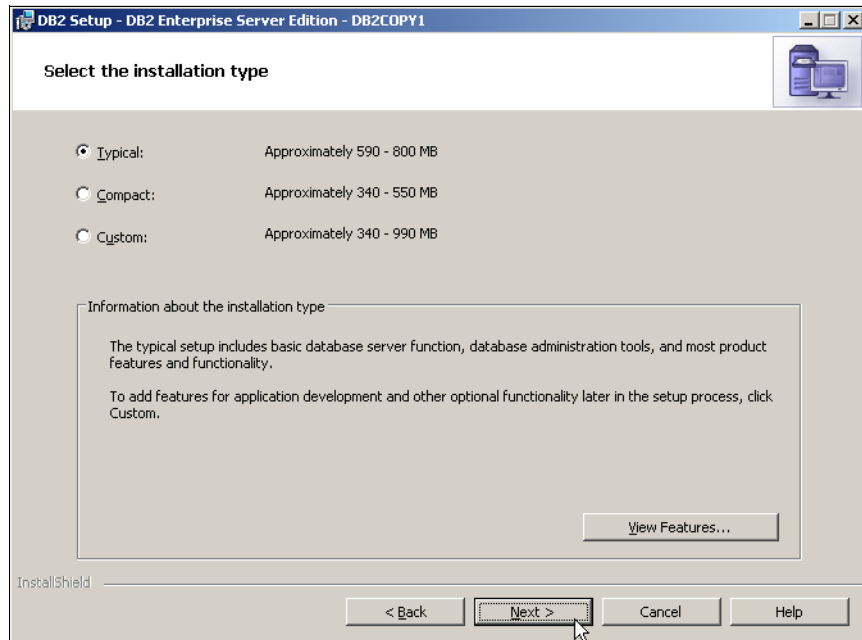 DB2 Setup - DB2 Enterprise Server Edition - DB2COPY1
Select the installation type
Typical: Approximately 590 - 800 MB
Compact: Approximately 340 - 550 MB
Custom: Approximately 340 - 990 MB
Information about the installation type
The typical setup includes basic database server function, database administration tools, and most product
features and functionality.
To add features for application development and other optional functionality later in the setup process, click
Custom.
View Features...
InstallShield
< Back Next > Cancel Help